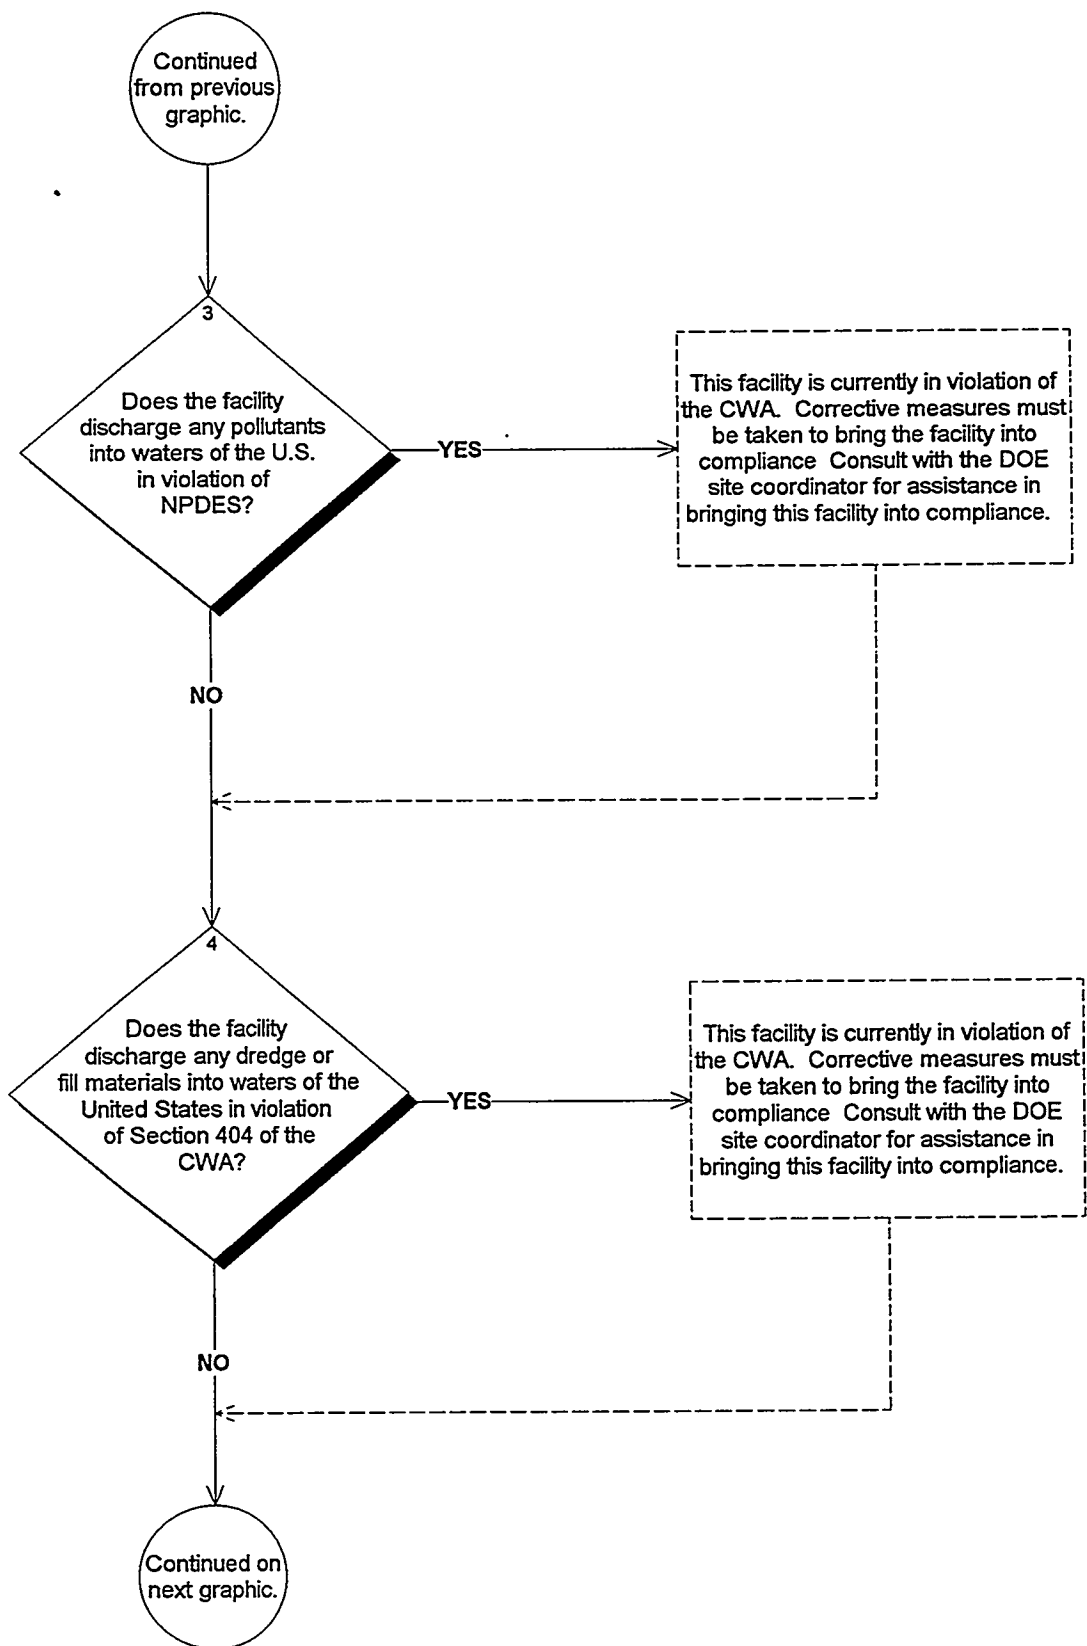 Continued
from previous
graphic.
3
Does the facility
discharge any pollutants
into waters of the U.S.
in violation of
NPDES?
YES
This facility is currently in violation of
the CWA. Corrective measures must
be taken to bring the facility into
compliance Consult with the DOE
site coordinator for assistance in
bringing this facility into compliance.
NO
4
Does the facility
discharge any dredge or
fill materials into waters of the
United States in violation
of Section 404 of the
CWA?
YES
This facility is currently in violation of
the CWA. Corrective measures must
be taken to bring the facility into
compliance Consult with the DOE
site coordinator for assistance in
bringing this facility into compliance.
NO
Continued on
next graphic.